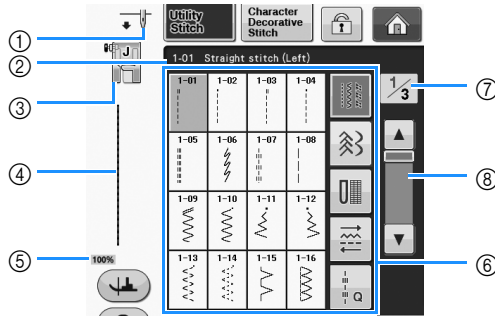 Utility
Stitch
Character
Decorative
Stitch
①
②
1-01 Straight stitch (Left)
J
③
1-01 1-02 1-03 1-04
1/3
⑦
1-05 1-06 1-07 1-08
④
⑧
1-09 1-10 1-11 1-12
⑤
100%
1-13 1-14 1-15 1-16
⑥
Q